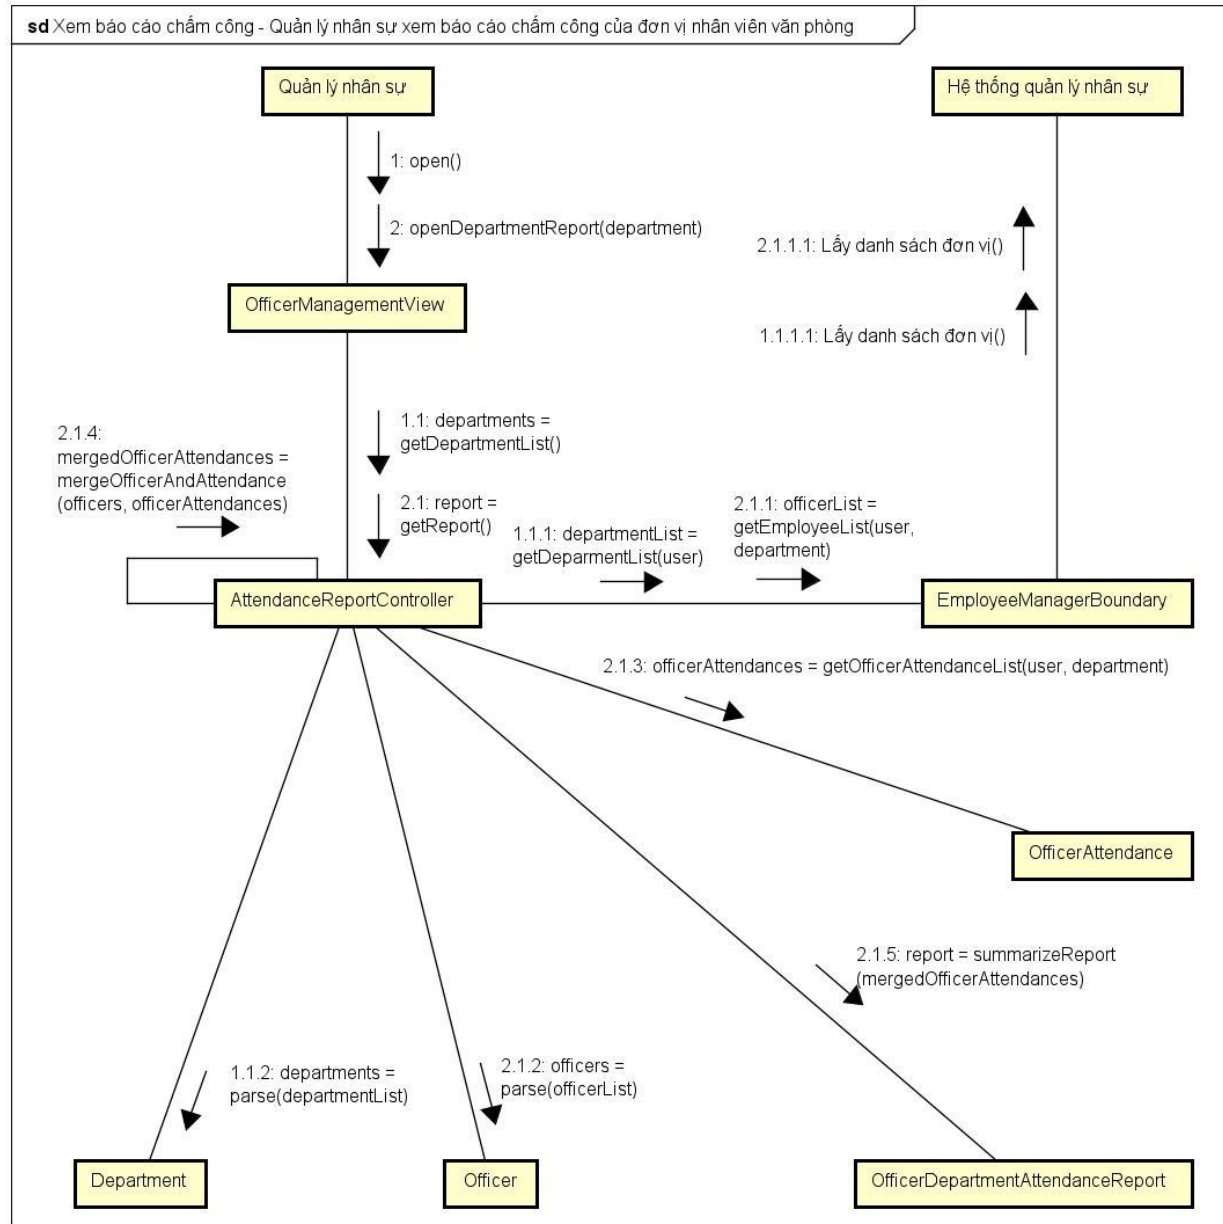 sd Xem báo cáo chấm công - Quản lý nhân sự xem báo cáo chấm công của đơn vị nhân viên văn phòng
Quản lý nhân sự
Hệ thống quản lý nhân sự
1: open()
2: openDepartmentReport(department)
2.1.1.1: Lấy danh sách đơn vị()
OfficerManagementView
1.1.1.1: Lấy danh sách đơn vị()
2.1.4:
mergedOfficerAttendances =
mergeOfficerAndAttendance
(officers, officerAttendances)
1.1: departments =
getDepartmentList()
2.1: report =
getReport()
1.1.1: departmentList =
getDeparmentList(user)
2.1.1: officerList =
getEmployeeList(user,
department)
AttendanceReportController
EmployeeManagerBoundary
2.1.3: officerAttendances = getOfficerAttendanceList(user, department)
OfficerAttendance
2.1.5: report = summarizeReport
(mergedOfficerAttendances)
1.1.2: departments =
parse(departmentList)
2.1.2: officers =
parse(officerList)
Department
Officer
OfficerDepartmentAttendanceReport